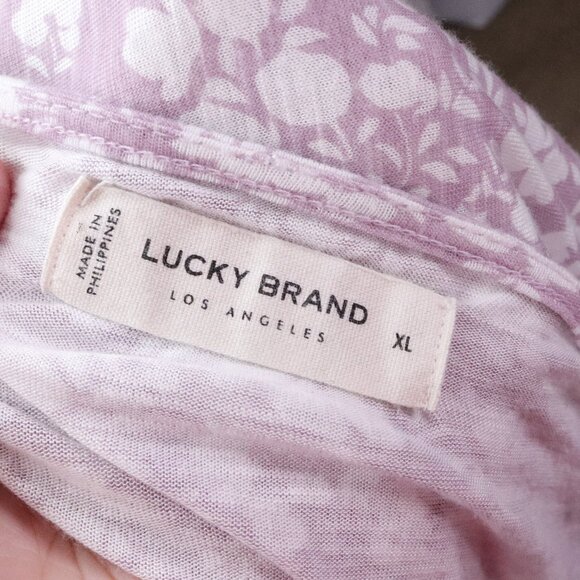 MADE IN
PHILIPPINES
LUCKY BRAND
LOS ANGELES
XL